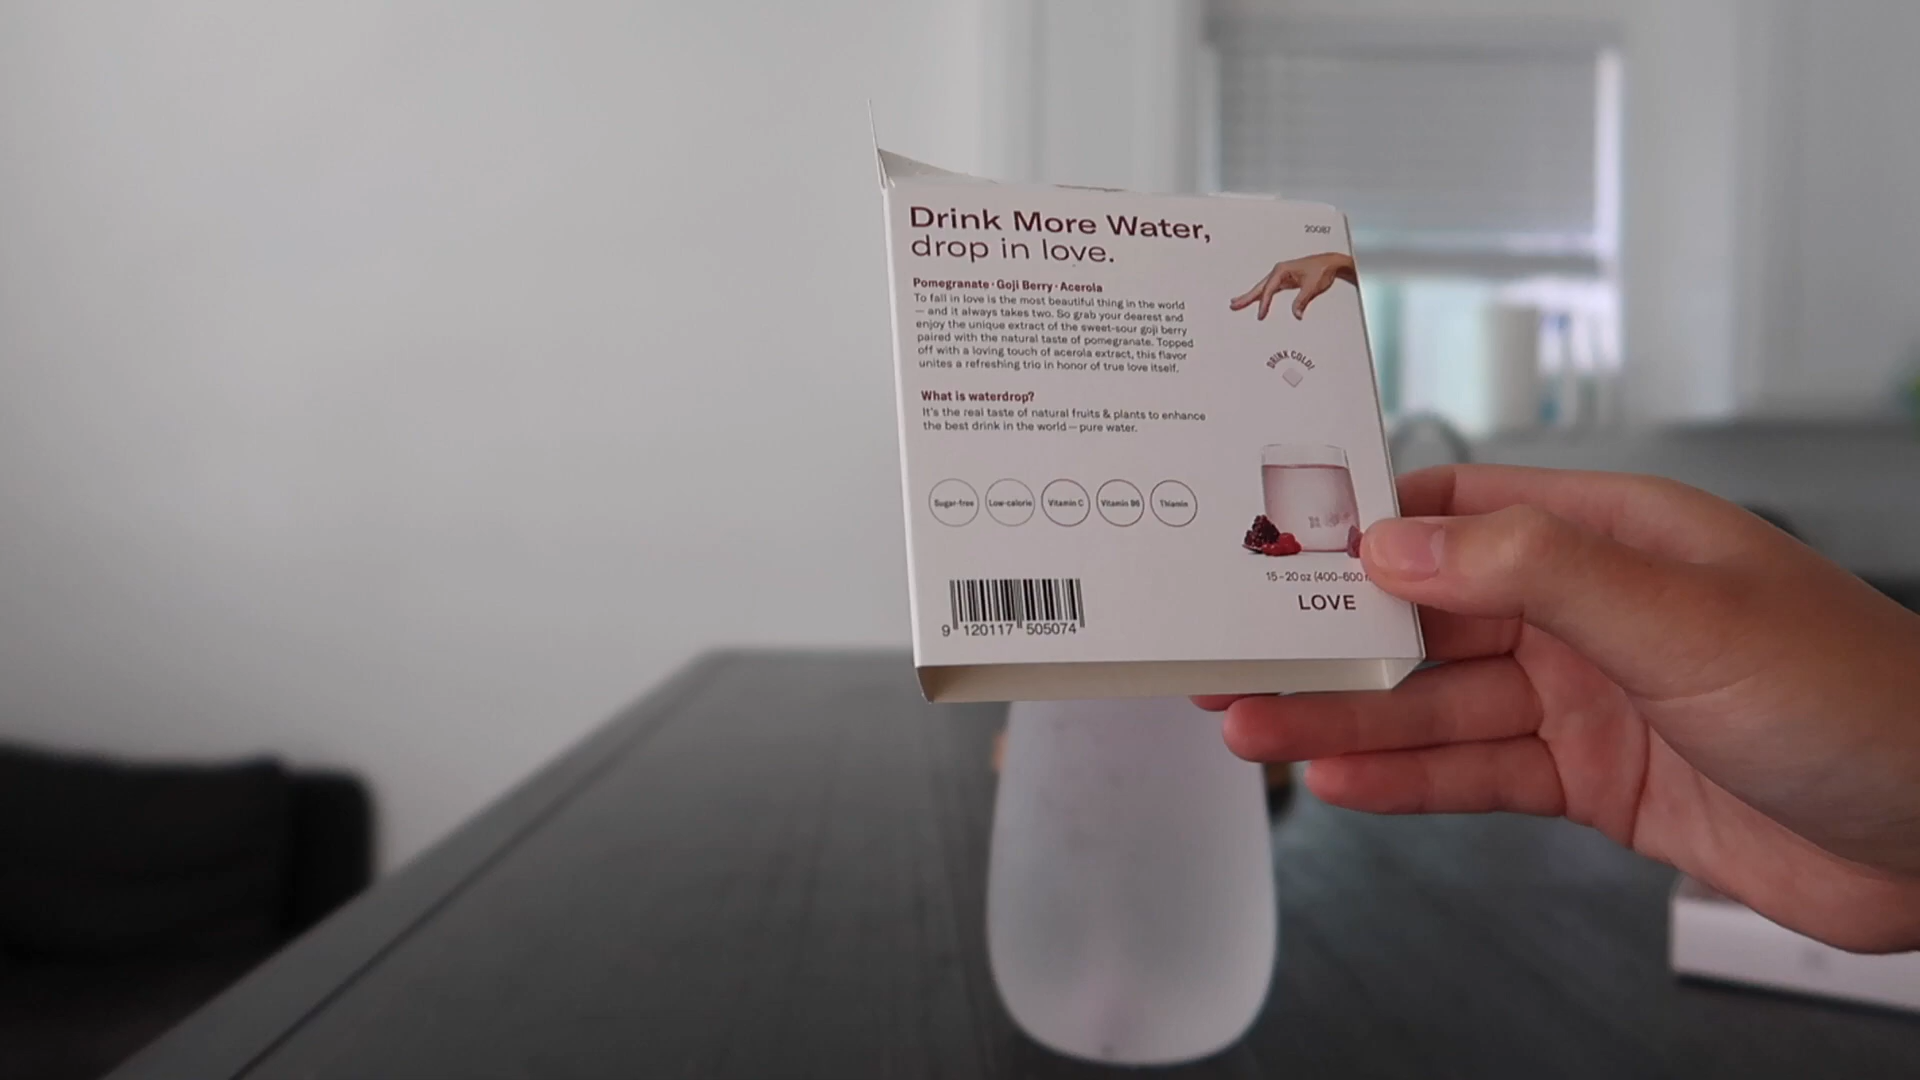 Drink More Water,
drop in love.
20087
Pomegranate · Goji Berry · Acerola
To fall in love is the most beautiful thing in the world
— and it always takes two. So grab your dearest and
enjoy the unique extract of the sweet-sour goji berry
paired with the natural taste of pomegranate. Topped
off with a loving touch of acerola extract, this flavor
unites a refreshing trio in honor of true love itself.
DRINK COLD!
What is waterdrop?
It's the real taste of natural fruits & plants to enhance
the best drink in the world — pure water.
Sugar-free
Low-calorie
Vitamin C
Vitamin B6
Thiamin
15-20 oz (400-600
LOVE
9 120117 505074